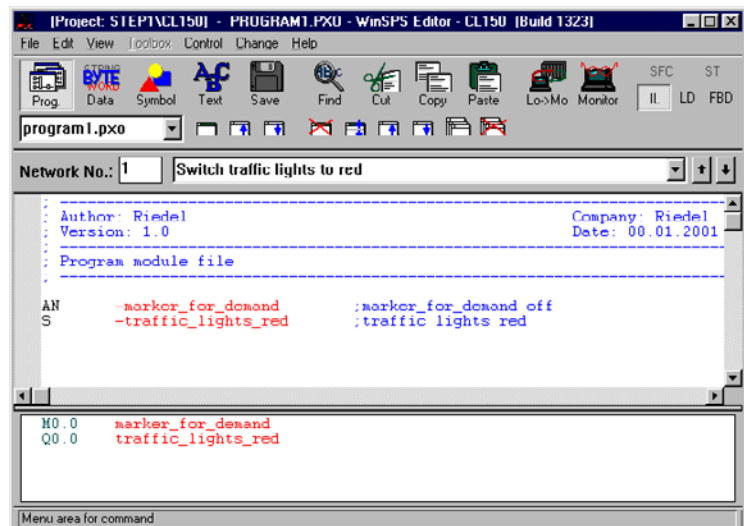 [Project: STEP1\CL150] - PROGRAM1.PXO - WinSPS Editor - CL150 [Build 1323]
File Edit View Toolbox Control Change Help
STRING
BYTE
WORD
ABC
ABC
SFC ST
Prog. Data Symbol Text Save Find Cut Copy Paste Lo->Mo Monitor IL LD FBD
program1.pxo
Network No.: 1 Switch traffic lights to red
; ------------------------------------------------------------
; Author: Riedel Company: Riedel
; Version: 1.0 Date: 08.01.2001
; ------------------------------------------------------------
; Program module file
; ------------------------------------------------------------
AN -marker_for_demand ;marker_for_demand off
S -traffic_lights_red ;traffic lights red
M0.0 marker_for_demand
Q0.0 traffic_lights_red
Menu area for command